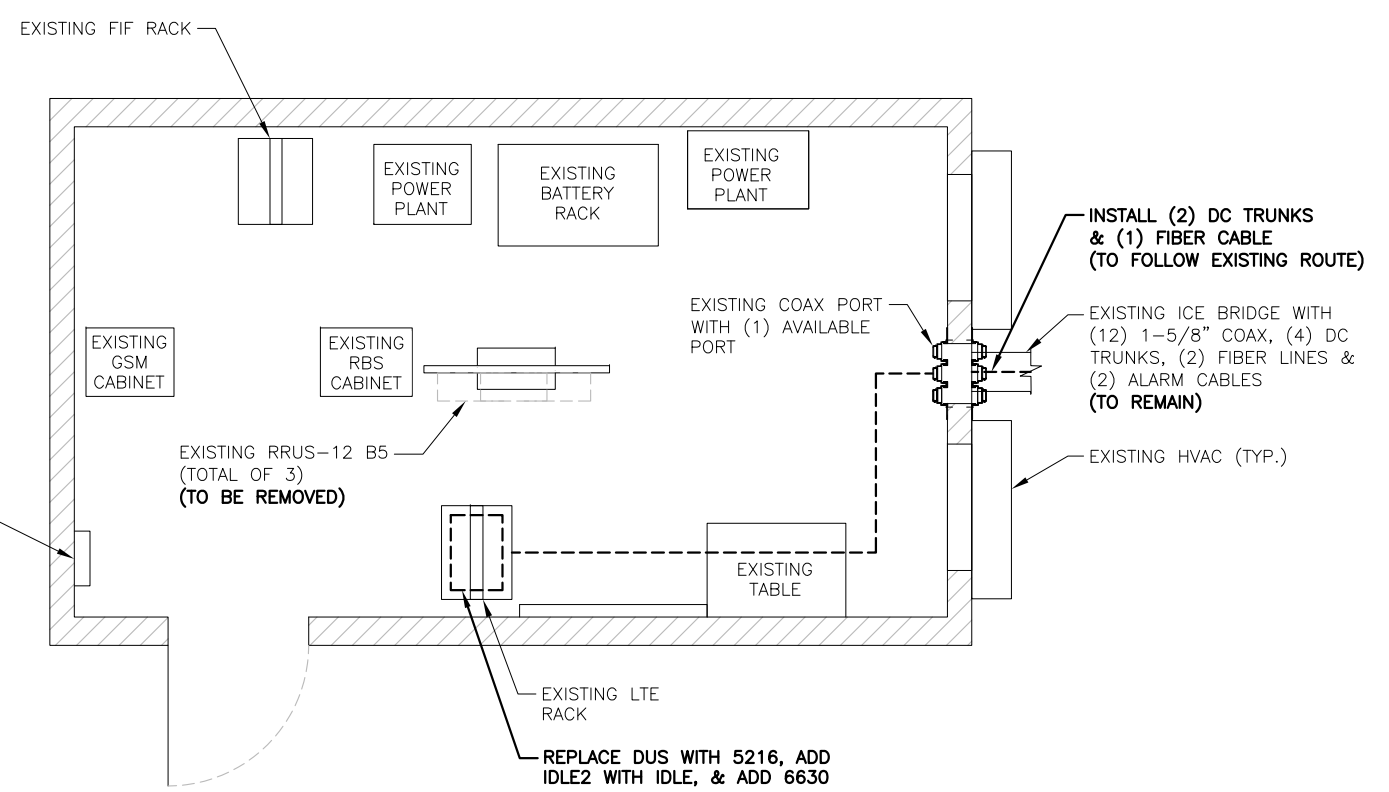 EXISTING FIF RACK
EXISTING
POWER
PLANT
EXISTING
BATTERY
RACK
EXISTING
POWER
PLANT
INSTALL (2) DC TRUNKS
& (1) FIBER CABLE
(TO FOLLOW EXISTING ROUTE)
EXISTING COAX PORT
WITH (1) AVAILABLE
PORT
EXISTING ICE BRIDGE WITH
(12) 1-5/8" COAX, (4) DC
TRUNKS, (2) FIBER LINES &
(2) ALARM CABLES
(TO REMAIN)
EXISTING
GSM
CABINET
EXISTING
RBS
CABINET
EXISTING RRUS-12 B5
(TOTAL OF 3)
(TO BE REMOVED)
EXISTING HVAC (TYP.)
EXISTING
TABLE
EXISTING LTE
RACK
REPLACE DUS WITH 5216, ADD
IDLE2 WITH IDLE, & ADD 6630